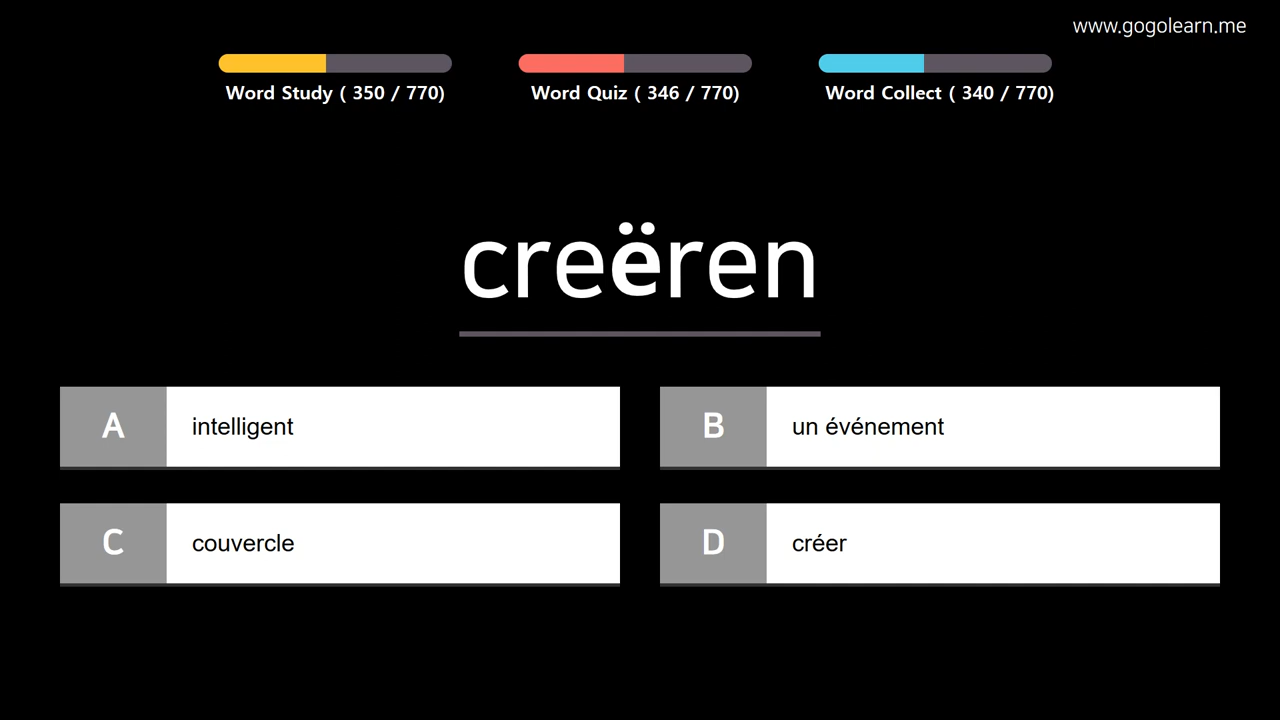 www.gogolearn.me
Word Study ( 350 / 770)
Word Quiz ( 346 / 770)
Word Collect ( 340 / 770)
creëren
A intelligent
B un événement
C couvercle
D créer